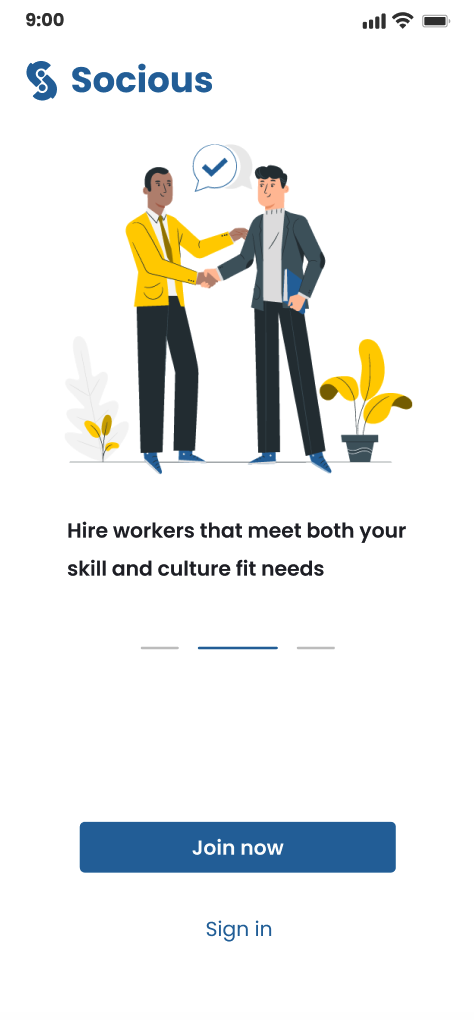 9:00
Socious
Hire workers that meet both your
skill and culture fit needs
Join now
Sign in